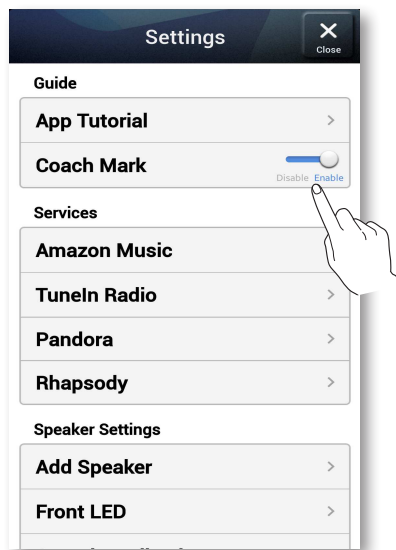 Settings
Close
Guide
App Tutorial
Coach Mark
Disable Enable
Services
Amazon Music
TuneIn Radio
Pandora
Rhapsody
Speaker Settings
Add Speaker
Front LED